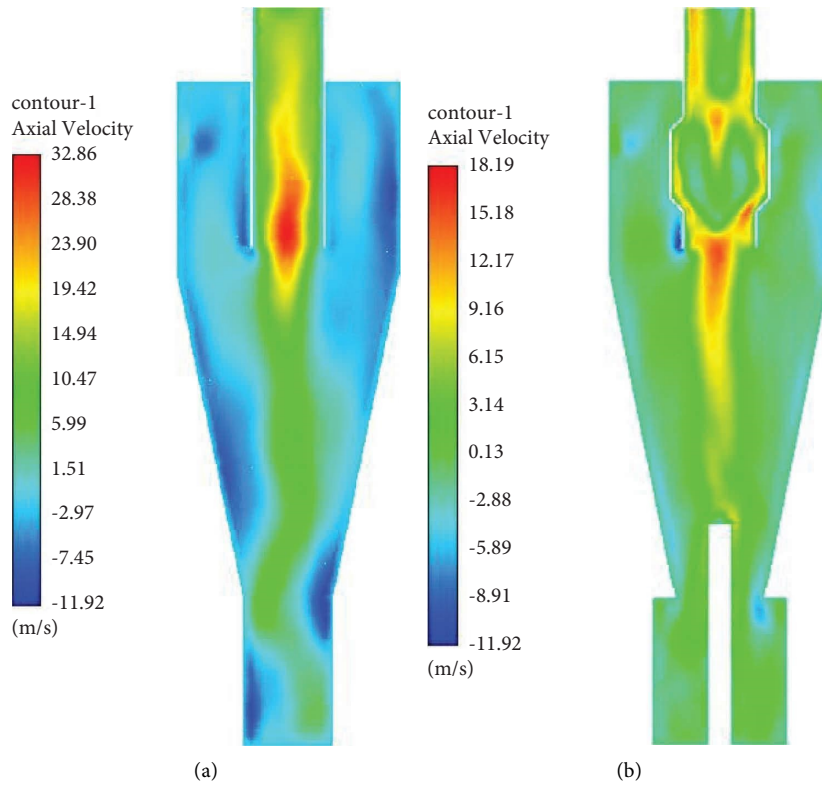 contour-1
Axial Velocity
32.86
28.38
23.90
19.42
14.94
10.47
5.99
1.51
-2.97
-7.45
-11.92
(m/s)
(a)
contour-1
Axial Velocity
18.19
15.18
12.17
9.16
6.15
3.14
0.13
-2.88
-5.89
-8.91
-11.92
(m/s)
(b)